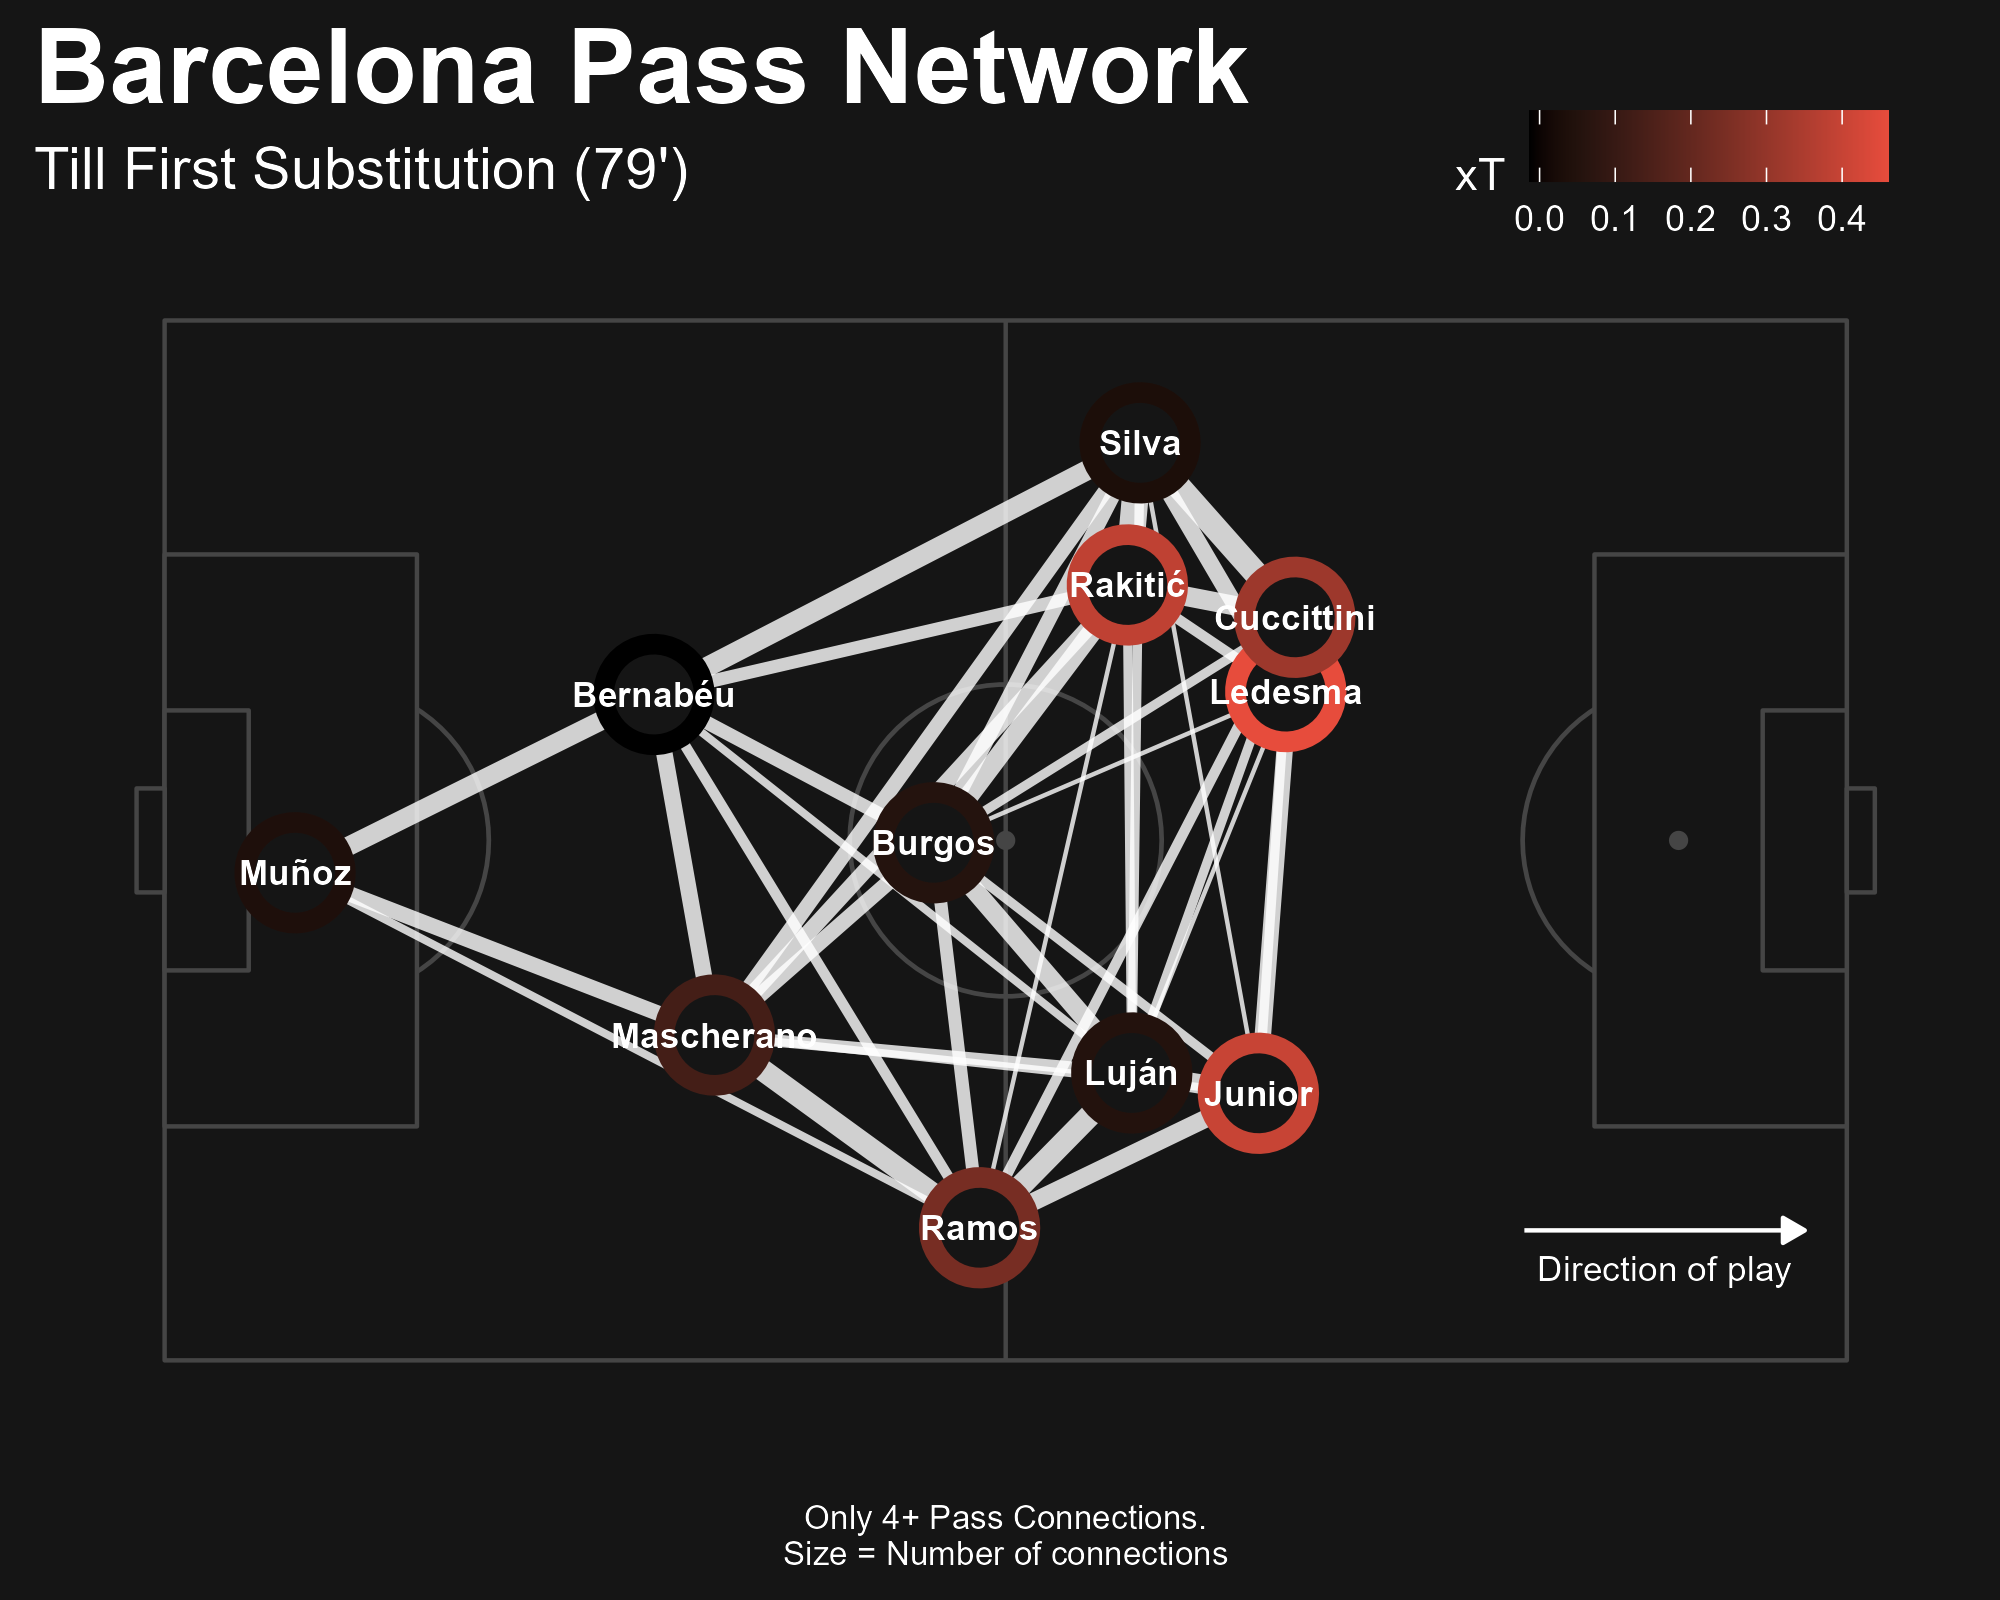 Barcelona Pass Network
Till First Substitution (79')
xT
0.0 0.1 0.2 0.3 0.4
Silva
Rakitić
Cuccittini
Bernabéu
Ledesma
Burgos
Muñoz
Mascherano
Luján
Junior
Ramos
Direction of play
Only 4+ Pass Connections.
Size = Number of connections